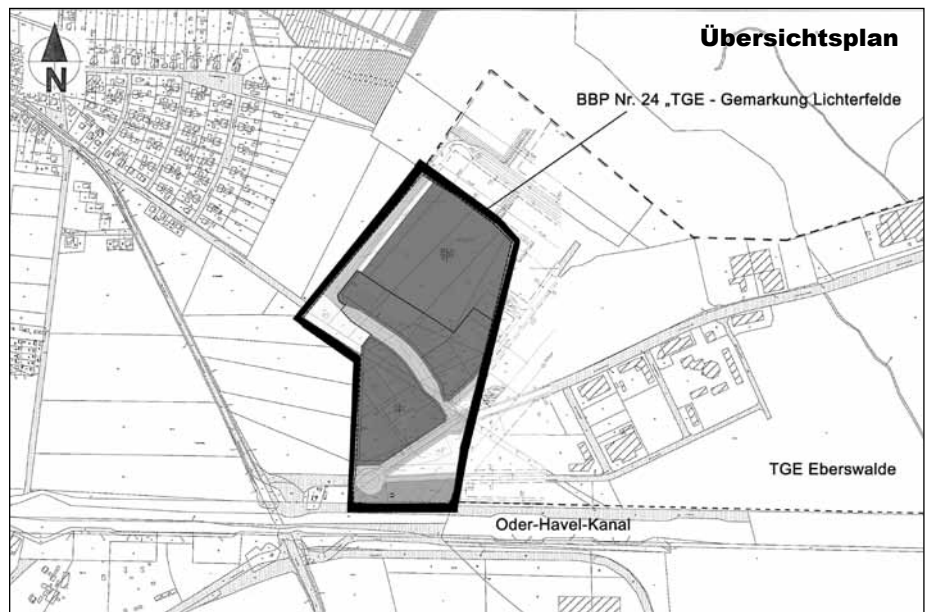 Übersichtsplan
N
BBP Nr. 24 „TGE - Gemarkung Lichterfelde
TGE Eberswalde
Oder-Havel-Kanal